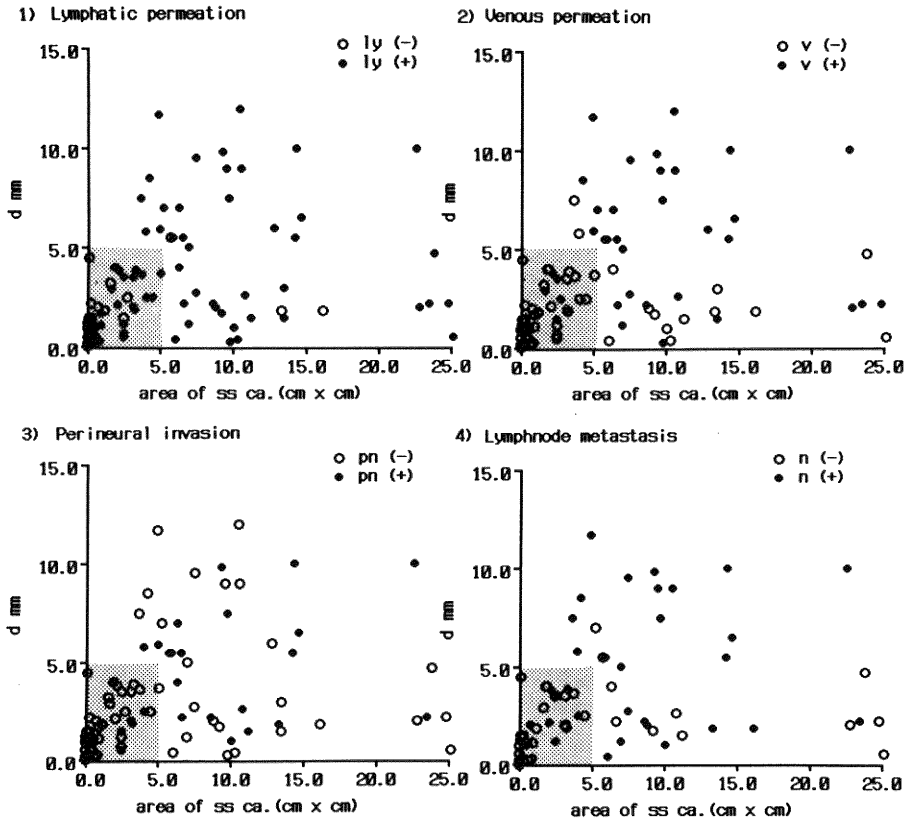 1) Lymphatic permeation
ly (-)
ly (+)
15.0
10.0
5.0
0.0
d mm
0.0 5.0 10.0 15.0 20.0 25.0
area of ss ca.(cm x cm)
2) Venous permeation
v (-)
v (+)
15.0
10.0
5.0
0.0
d mm
0.0 5.0 10.0 15.0 20.0 25.0
area of ss ca.(cm x cm)
3) Perineural invasion
pn (-)
pn (+)
15.0
10.0
5.0
0.0
d mm
0.0 5.0 10.0 15.0 20.0 25.0
area of ss ca.(cm x cm)
4) Lymphnode metastasis
n (-)
n (+)
15.0
10.0
5.0
0.0
d mm
0.0 5.0 10.0 15.0 20.0 25.0
area of ss ca.(cm x cm)